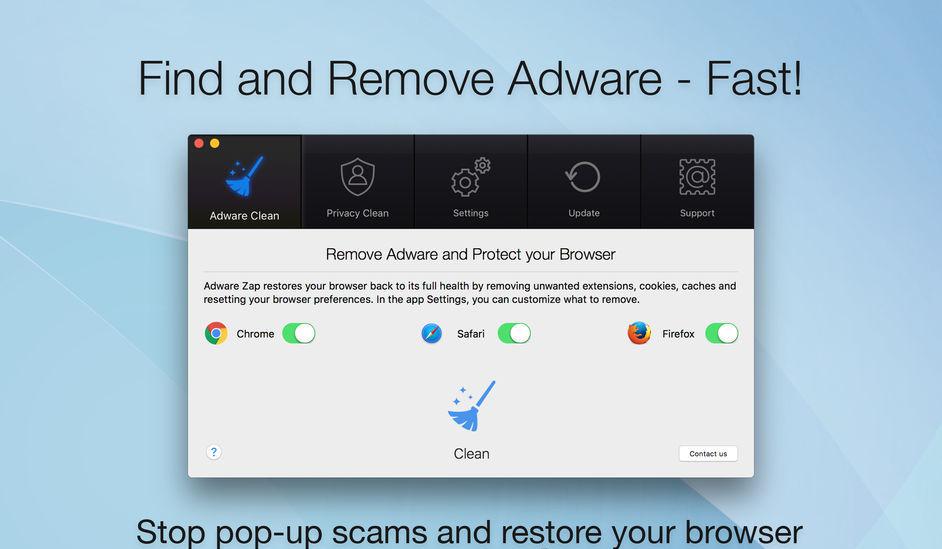 Find and Remove Adware - Fast!
Adware Clean
Privacy Clean
Settings
Update
Support
Remove Adware and Protect your Browser
Adware Zap restores your browser back to its full health by removing unwanted extensions, cookies, caches and
resetting your browser preferences. In the app Settings, you can customize what to remove.
Chrome
Safari
Firefox
Clean
?
Contact us
Stop pop-up scams and restore your browser